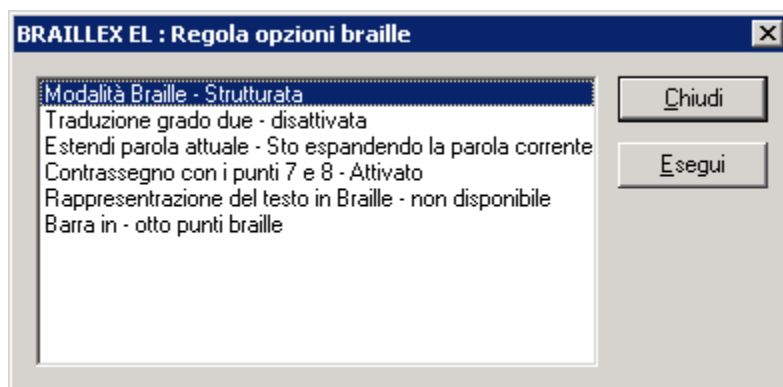 BRAILLEX EL : Regola opzioni braille
Modalità Braille - Strutturata
Traduzione grado due - disattivata
Estendi parola attuale - Sto espandendo la parola corrente
Contrassegno con i punti 7 e 8 - Attivato
Rappresentrazione del testo in Braille - non disponibile
Barra in - otto punti braille
Chiudi
Esegui